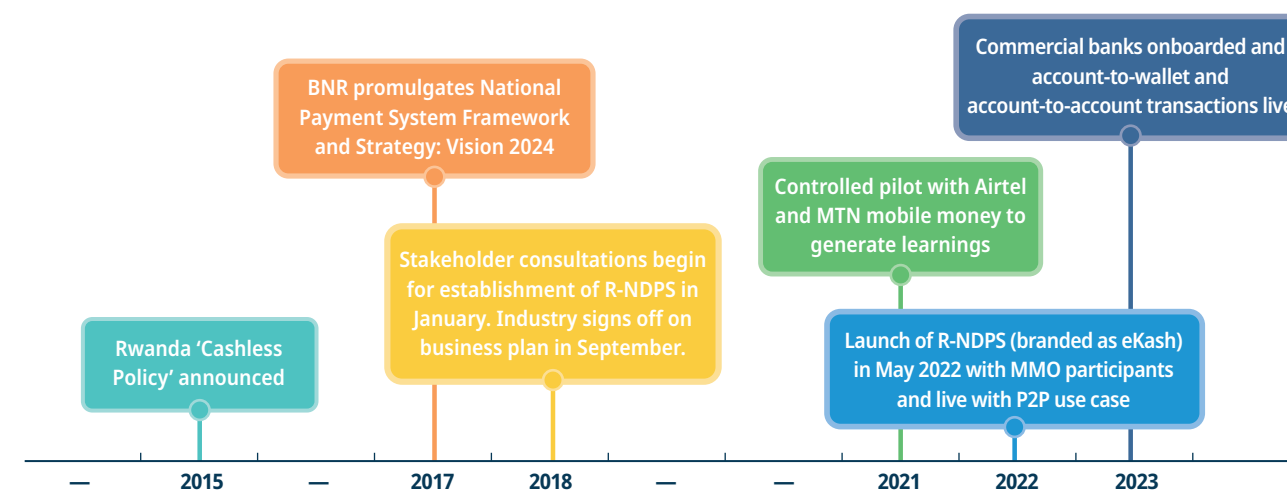 Commercial banks onboarded and
account-to-wallet and
account-to-account transactions live
BNR promulgates National
Payment System Framework
and Strategy: Vision 2024
Controlled pilot with Airtel
and MTN mobile money to
generate learnings
Stakeholder consultations begin
for establishment of R-NDPS in
January. Industry signs off on
business plan in September.
Rwanda ‘Cashless
Policy’ announced
Launch of R-NDPS (branded as eKash)
in May 2022 with MMO participants
and live with P2P use case
— 2015 — 2017 2018 — — 2021 2022 2023